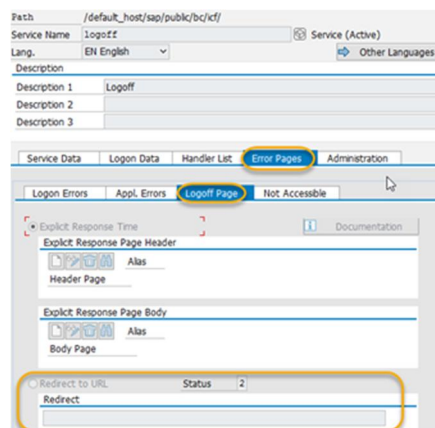 Path /default_host/sap/public/bc/icf/
Service Name logoff Service (Active)
Lang. EN English Other Languages
Description
Description 1 Logoff
Description 2
Description 3
Service Data Logon Data Handler List Error Pages Administration
Logon Errors Appl. Errors Logoff Page Not Accessible
Explicit Response Time Documentation
Explicit Response Page Header
Alias
Header Page
Explicit Response Page Body
Alias
Body Page
Redirect to URL Status 2
Redirect